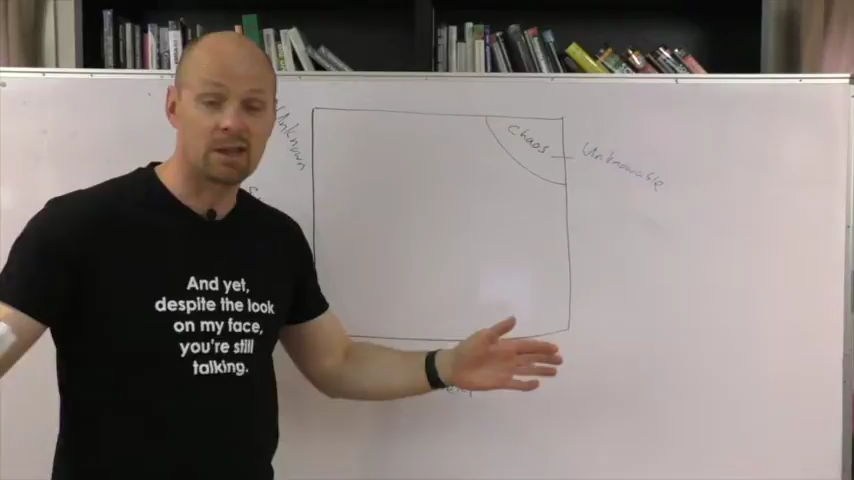 Unknown
Chaos
Unknowable
And yet,
despite the look
on my face,
you're still
talking.